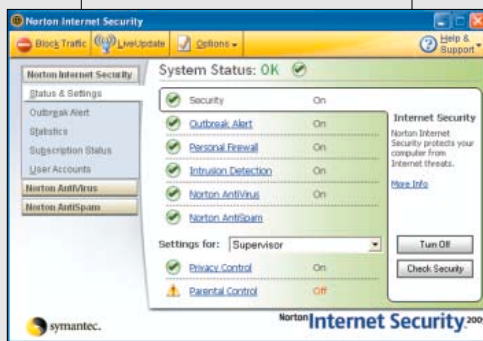 Norton Internet Security
Block Traffic LiveUpdate Options Help & Support
Norton Internet Security
Status & Settings
Outbreak Alert
Statistics
Subscription Status
User Accounts
Norton AntiVirus
Norton AntiSpam
System Status: OK
Security On
Outbreak Alert On
Personal Firewall On
Intrusion Detection On
Norton AntiVirus On
Norton AntiSpam
Settings for: Supervisor
Privacy Control On
Parental Control Off
Internet Security
Norton Internet
Security protects your
computer from
Internet threats.
More Info
Turn Off
Check Security
symantec.
Norton Internet Security